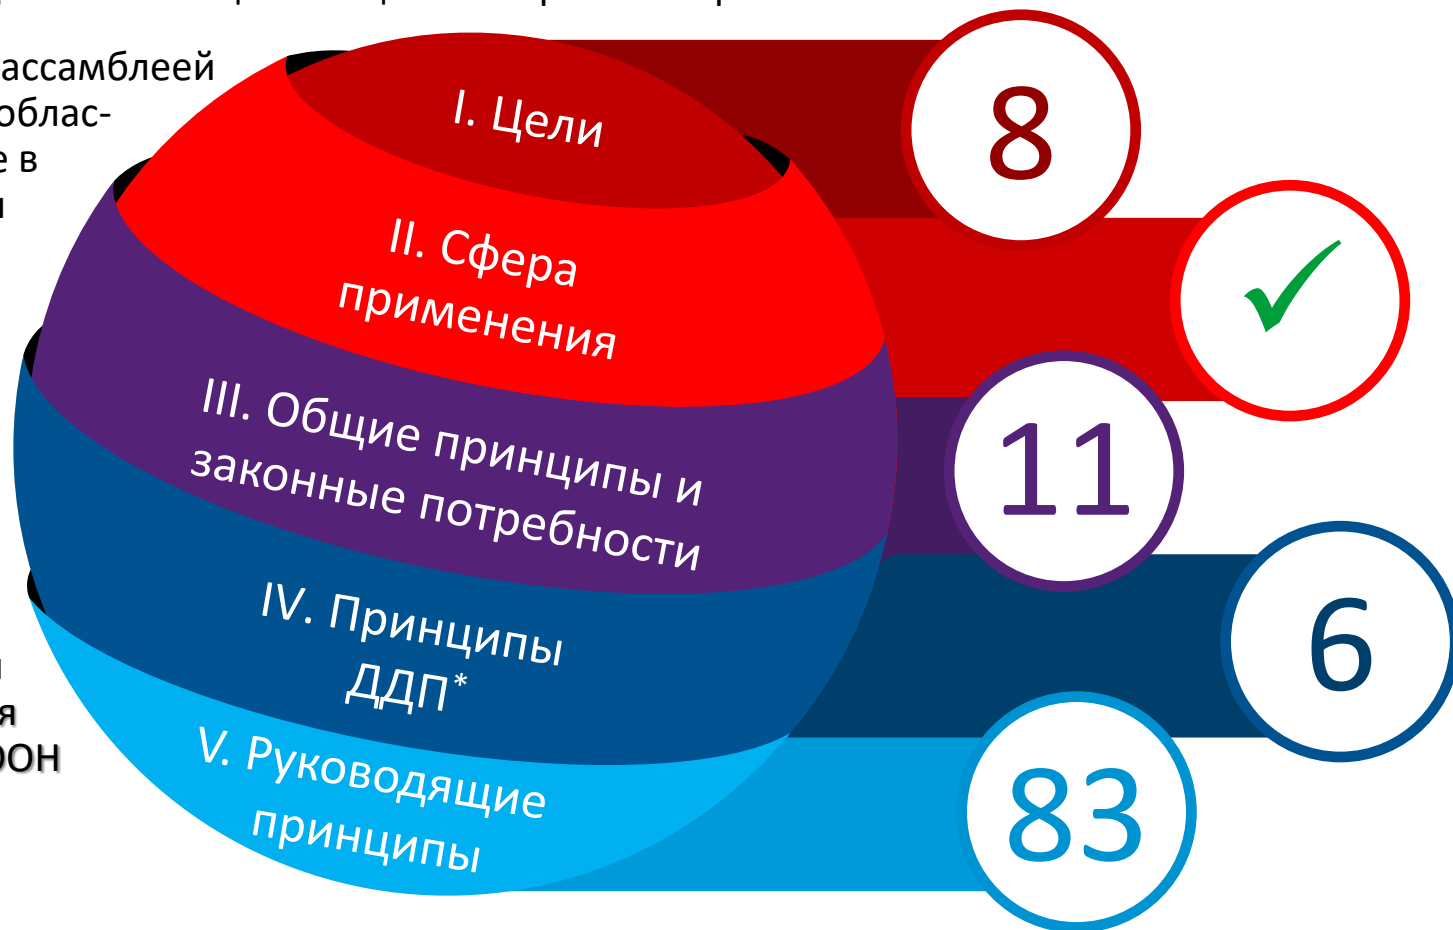 ассамблеей
облас-
е в
I. Цели
8
II. Сфера
применения
III. Общие принципы и
законные потребности
11
IV. Принципы
ДДП*
6
я
ООН
V. Руководящие
принципы
83